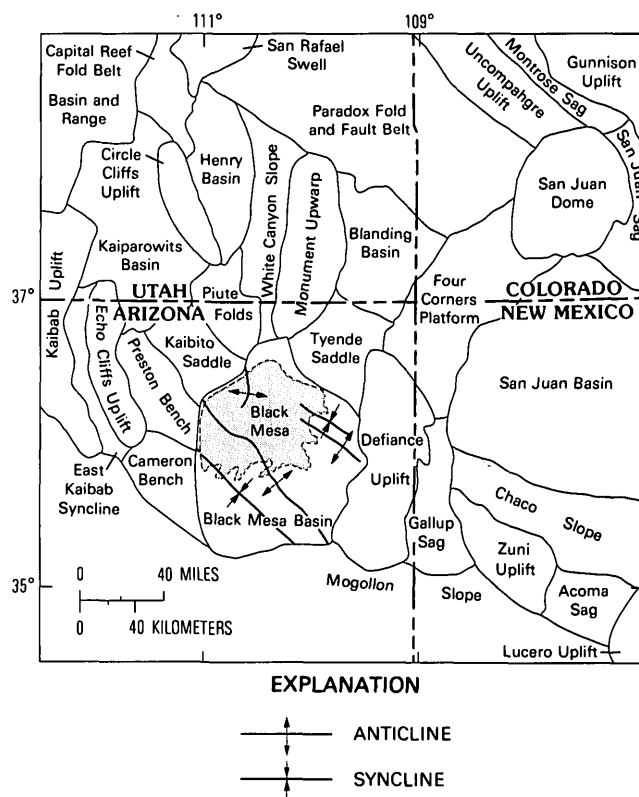 111°
109°
Capital Reef
Fold Belt
San Rafael
Swell
Basin and
Range
Circle
Cliffs
Uplift
Henry
Basin
Paradox Fold
and Fault Belt
Uncompahgre
Uplift
Montrose Sag
Gunnison
Uplift
San Juan
Sag
San Juan
Dome
White Canyon Slope
Monument Upwarp
Blanding
Basin
Kaiparowits
Basin
Kaibab Uplift
37°
UTAH
ARIZONA
Piute
Folds
Four
Corners
Platform
COLORADO
NEW MEXICO
Echo Cliffs Uplift
Preston Bench
Kaibito
Saddle
Tyende
Saddle
San Juan Basin
Black
Mesa
Defiance
Uplift
East
Kaibab
Syncline
Cameron
Bench
Black Mesa Basin
Gallup
Sag
Chaco
Slope
Zuni
Uplift
Acoma
Sag
Mogollon
Slope
Lucero Uplift
35°
0 40 MILES
0 40 KILOMETERS
EXPLANATION
ANTICLINE
SYNCLINE